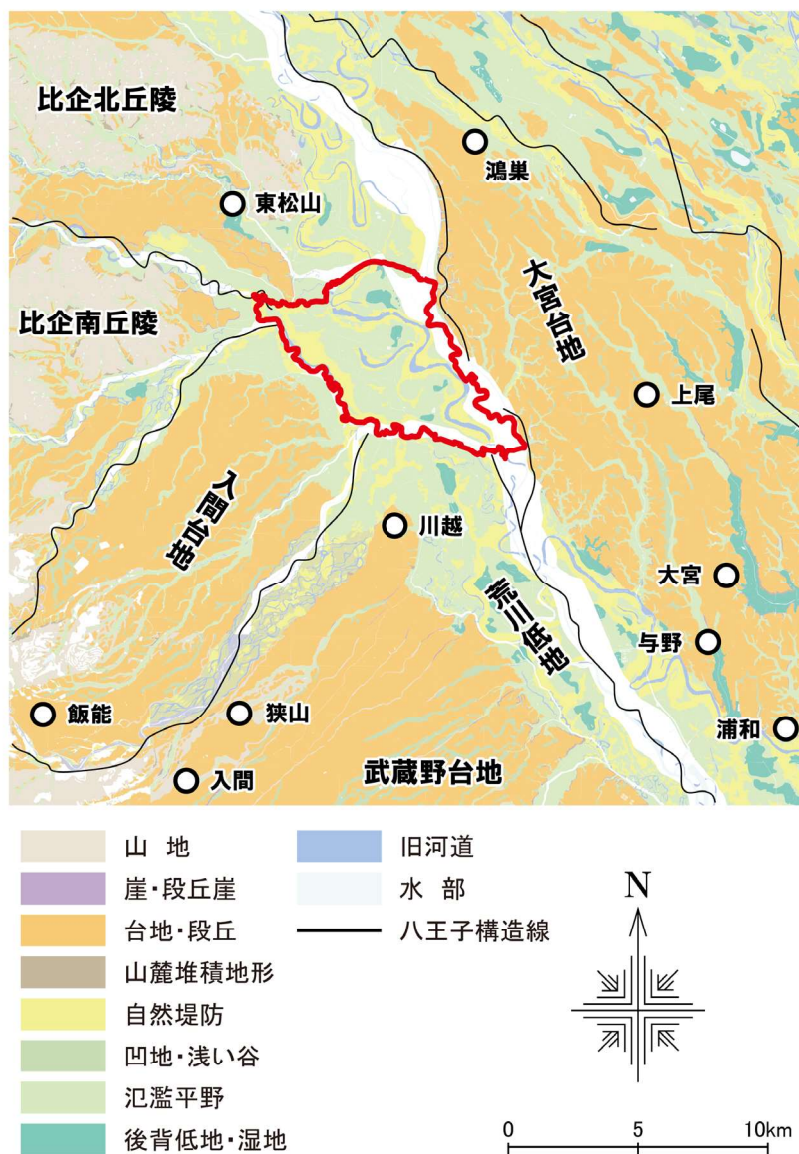 比企北丘陵
鴻巣
東松山
大宮台地
比企南丘陵
上尾
入間台地
川越
大宮
荒川低地
与野
飯能
狭山
浦和
入間
武蔵野台地
山 地
崖・段丘崖
台地・段丘
山麓堆積地形
自然堤防
凹地・浅い谷
氾濫平野
後背低地・湿地
旧河道
水 部
八王子構造線
N
0 5 10km